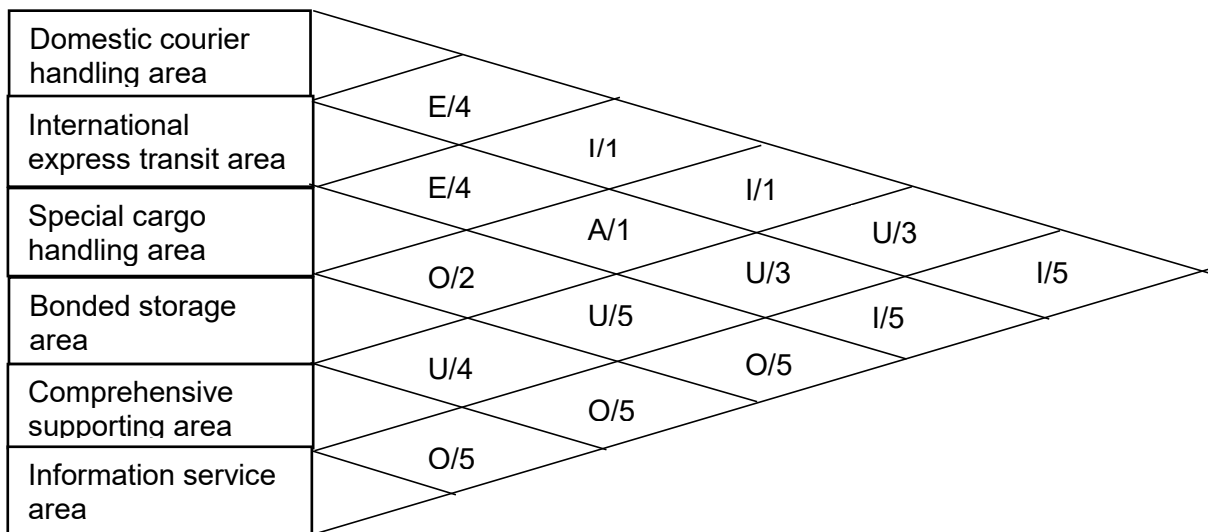 Domestic courier
handling area
E/4
International
express transit area
I/1
E/4
I/1
Special cargo
handling area
A/1
U/3
O/2
U/3
I/5
Bonded storage
area
U/5
I/5
U/4
O/5
Comprehensive
supporting area
O/5
O/5
Information service
area